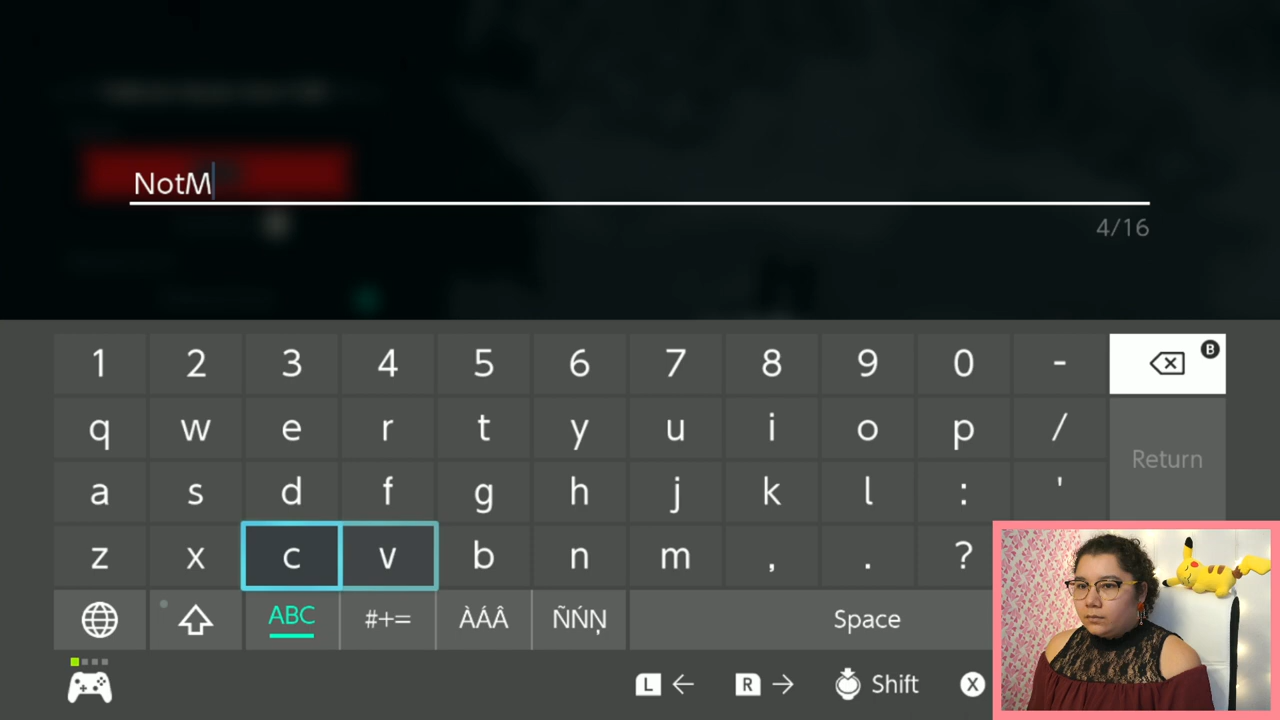 NotM
4/16
1 2 3 4 5 6 7 8 9 0 - B
q w e r t y u i o p /
Return
a s d f g h j k l : '
z x c v b n m , . ?
ABC #+= ÀÁÂ ÑŃŅ Space
L ← R → Shift X